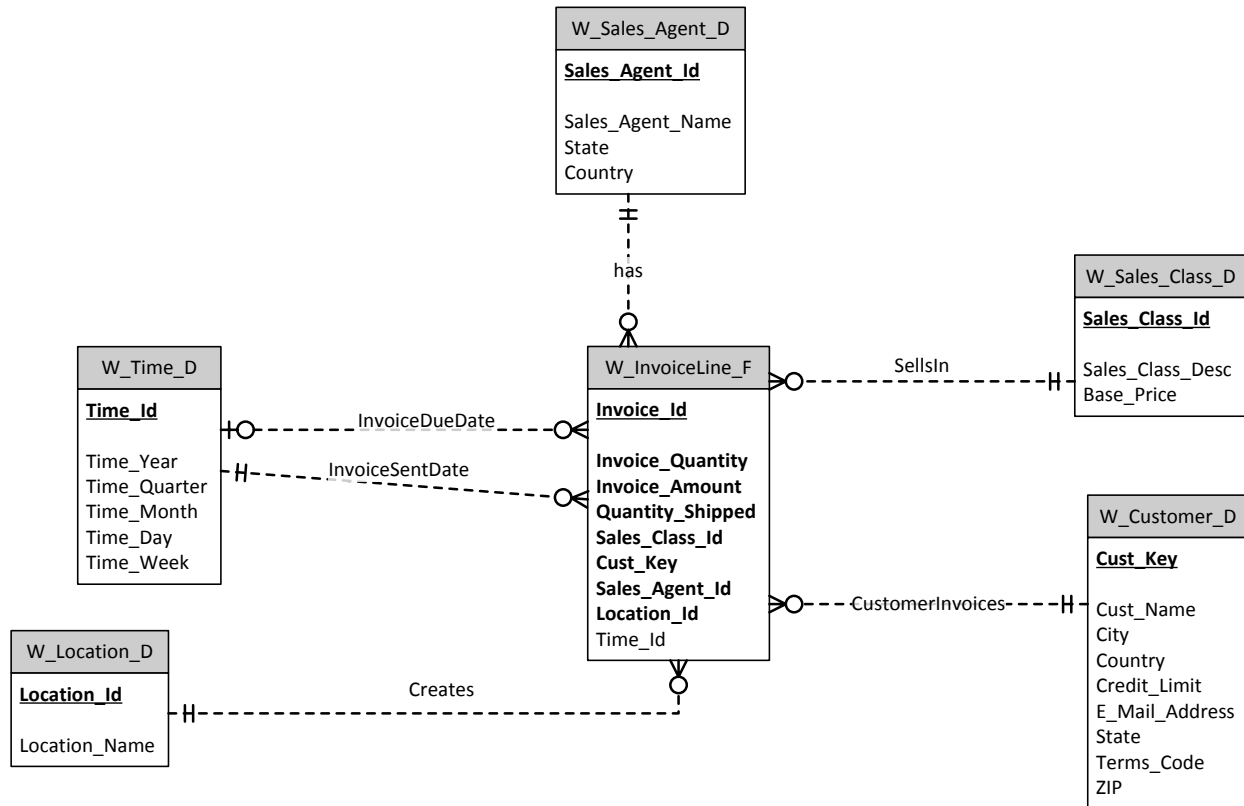 W_Sales_Agent_D
Sales_Agent_Id
Sales_Agent_Name
State
Country
has
W_Sales_Class_D
Sales_Class_Id
Sales_Class_Desc
Base_Price
SellsIn
W_Time_D
Time_Id
Time_Year
Time_Quarter
Time_Month
Time_Day
Time_Week
InvoiceDueDate
InvoiceSentDate
W_InvoiceLine_F
Invoice_Id
Invoice_Quantity
Invoice_Amount
Quantity_Shipped
Sales_Class_Id
Cust_Key
Sales_Agent_Id
Location_Id
Time_Id
W_Customer_D
Cust_Key
Cust_Name
City
Country
Credit_Limit
E_Mail_Address
State
Terms_Code
ZIP
CustomerInvoices
W_Location_D
Location_Id
Location_Name
Creates